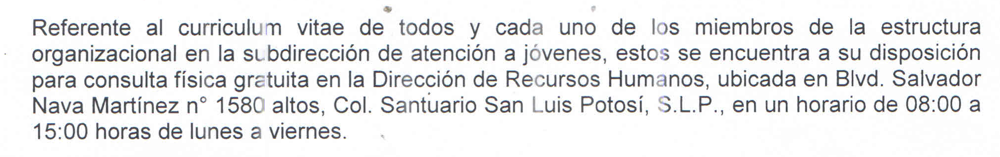 Referente al curriculum vitae de todos y cada uno de los miembros de la estructura
organizacional en la subdirección de atención a jóvenes, estos se encuentra a su disposición
para consulta física gratuita en la Dirección de Recursos Humanos, ubicada en Blvd. Salvador
Nava Martínez n° 1580 altos, Col. Santuario San Luis Potosí, S.L.P., en un horario de 08:00 a
15:00 horas de lunes a viernes.